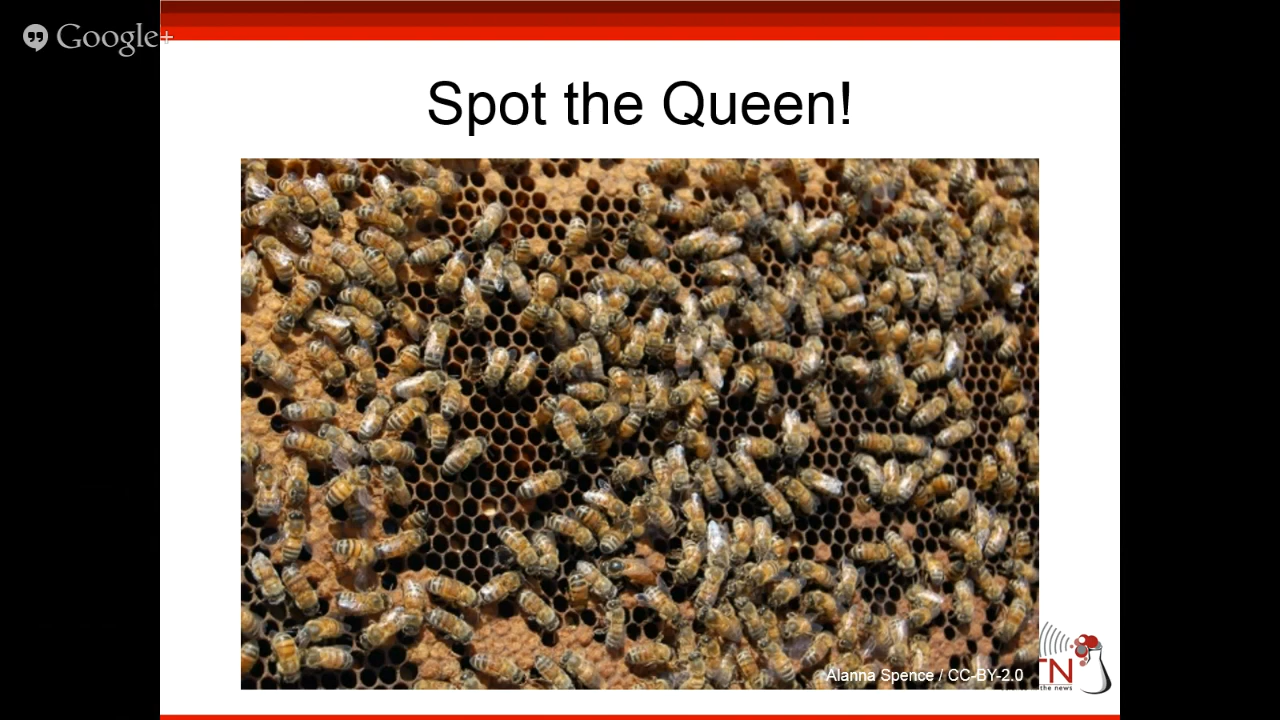 Google+
Spot the Queen!
Alanna Spence / CC-BY-2.0
TN
the news